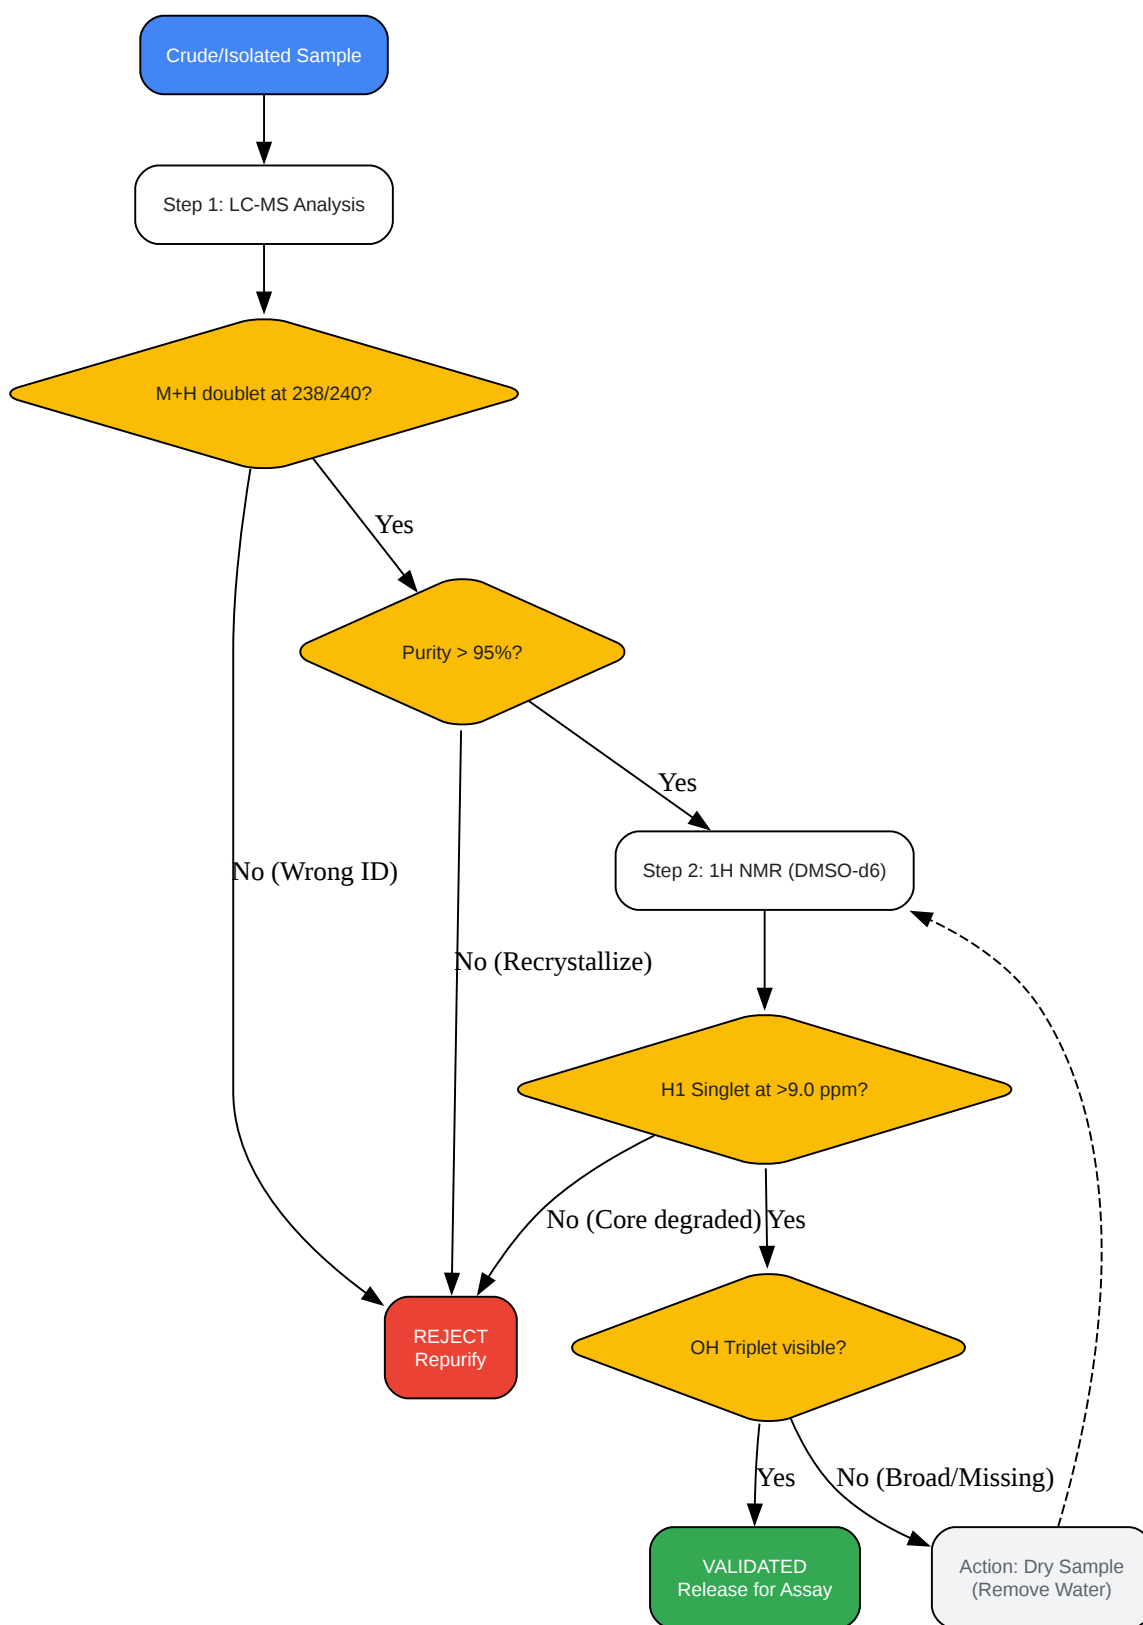 Crude/Isolated Sample
Step 1: LC-MS Analysis
M+H doublet at 238/240?
Yes
Purity > 95%?
Yes
No (Wrong ID)
Step 2: 1H NMR (DMSO-d6)
No (Recrystallize)
H1 Singlet at >9.0 ppm?
No (Core degraded)
Yes
REJECT
Repurify
OH Triplet visible?
Yes
No (Broad/Missing)
VALIDATED
Release for Assay
Action: Dry Sample
(Remove Water)